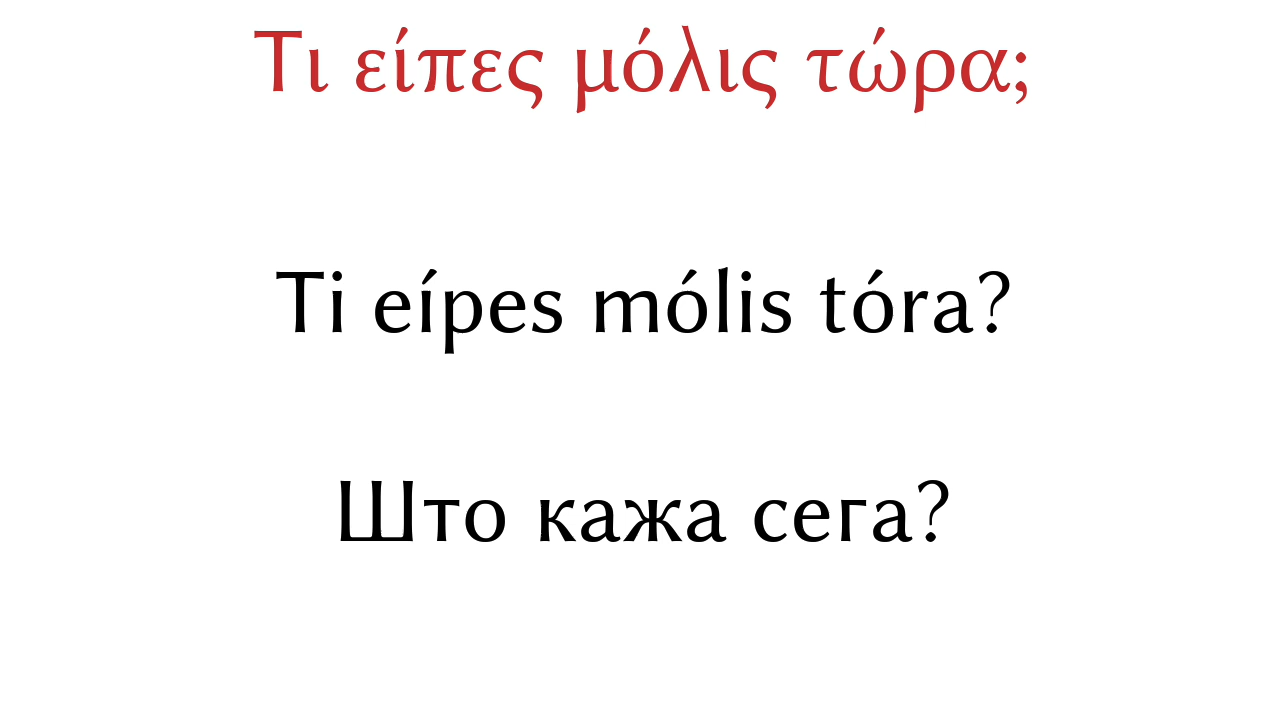 Τι είπες μόλις τώρα;
Ti eípes mólis tóra?
Што кажа сега?